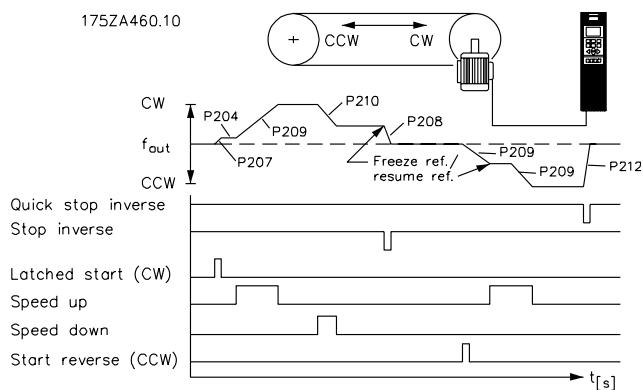 175ZA460.10
CCW CW
CW
P204
P209
P210
P208
fout
P207
Freeze ref.
resume ref.
P209
P209
P212
CCW
Quick stop inverse
Stop inverse
Latched start (CW)
Speed up
Speed down
Start reverse (CCW)
t[s]